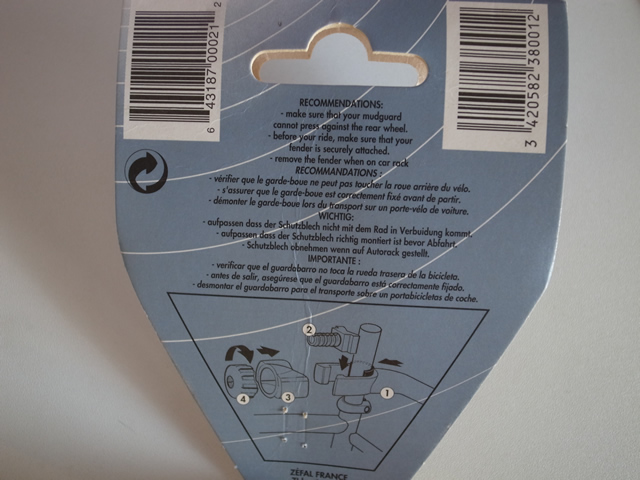 6 43187 00021 2
3 420582 380012
RECOMMENDATIONS:
- make sure that your mudguard
cannot press against the rear wheel.
- before your ride, make sure that your
fender is securely attached.
- remove the fender when on car rack
RECOMMANDATIONS :
- vérifier que le garde-boue ne peut pas toucher la roue arrière du vélo.
- s'assurer que le garde-boue est correctement fixé avant de partir.
- démonter le garde-boue lors du transport sur un porte-vélo de voiture.
WICHTIG:
- aufpassen dass der Schutzblech nicht mit dem Rad in Verbuidung kommt.
- aufpassen dass der Schutzblech richtig montiert ist bevor Abfahrt.
- Schutzblech abnehmen wenn auf Autorack gestellt.
IMPORTANTE :
- verificar que el guardabarro no toca la rueda trasera de la bicicleta.
- antes de salir, asegúrese que el guardabarro está correctamente fijado.
- desmontar el guardabarro para el transporte sobre un portabicicletas de coche.
2
1
4
3
ZÉFAL FRANCE